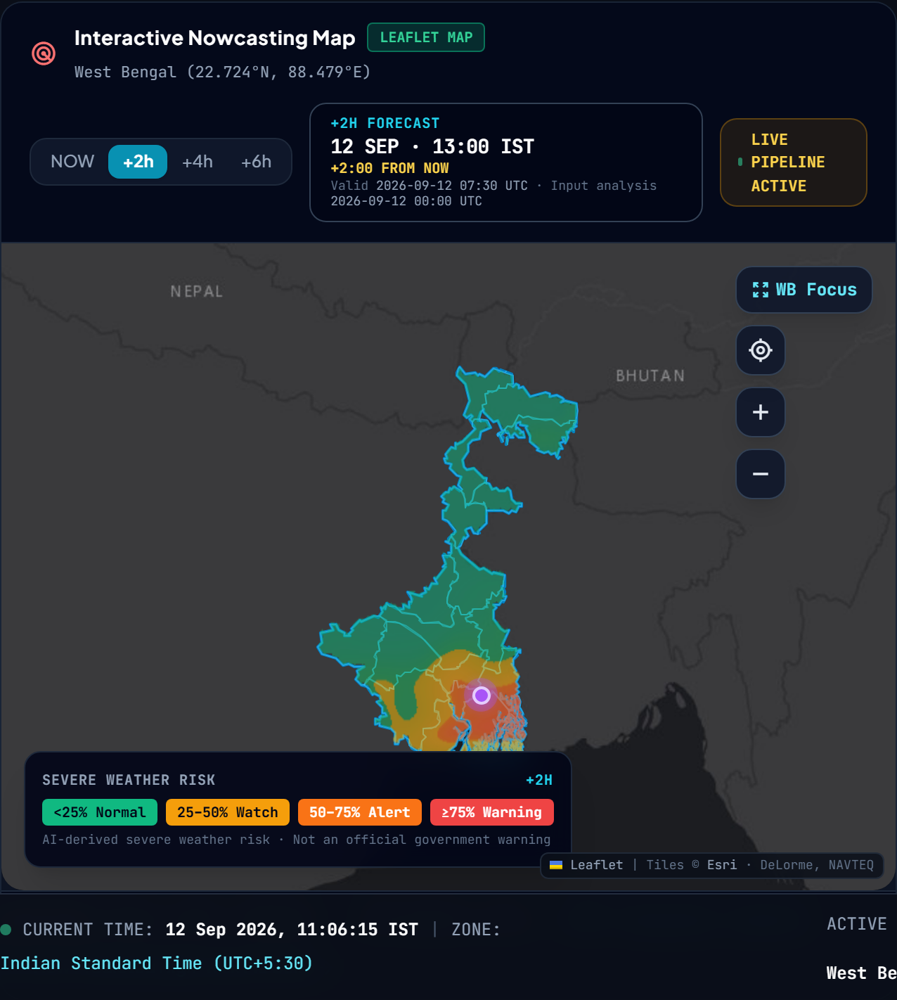 Interactive Nowcasting Map
LEAFLET MAP
West Bengal (22.724°N, 88.479°E)
NOW
+2h
+4h
+6h
+2H FORECAST
12 SEP · 13:00 IST
+2:00 FROM NOW
Valid 2026-09-12 07:30 UTC · Input analysis
2026-09-12 00:00 UTC
LIVE
PIPELINE
ACTIVE
NEPAL
WB Focus
BHUTAN
+
−
SEVERE WEATHER RISK
+2H
<25% Normal
25–50% Watch
50–75% Alert
≥75% Warning
AI-derived severe weather risk · Not an official government warning
Leaflet | Tiles © Esri · DeLorme, NAVTEQ
CURRENT TIME: 12 Sep 2026, 11:06:15 IST | ZONE:
Indian Standard Time (UTC+5:30)
ACTIVE
West Be